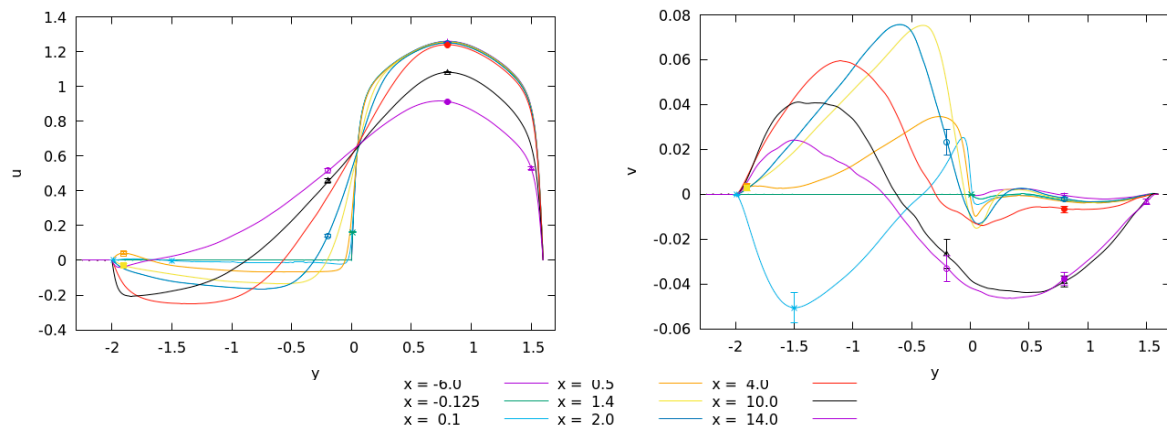 1.4
1.2
1
0.8
0.6
0.4
0.2
0
-0.2
-0.4
u
-2 -1.5 -1 -0.5 0 0.5 1 1.5
y
0.08
0.06
0.04
0.02
0
-0.02
-0.04
-0.06
v
-2 -1.5 -1 -0.5 0 0.5 1 1.5
y
x = -6.0 x = 0.5 x = 4.0
x = -0.125 x = 1.4 x = 10.0
x = 0.1 x = 2.0 x = 14.0